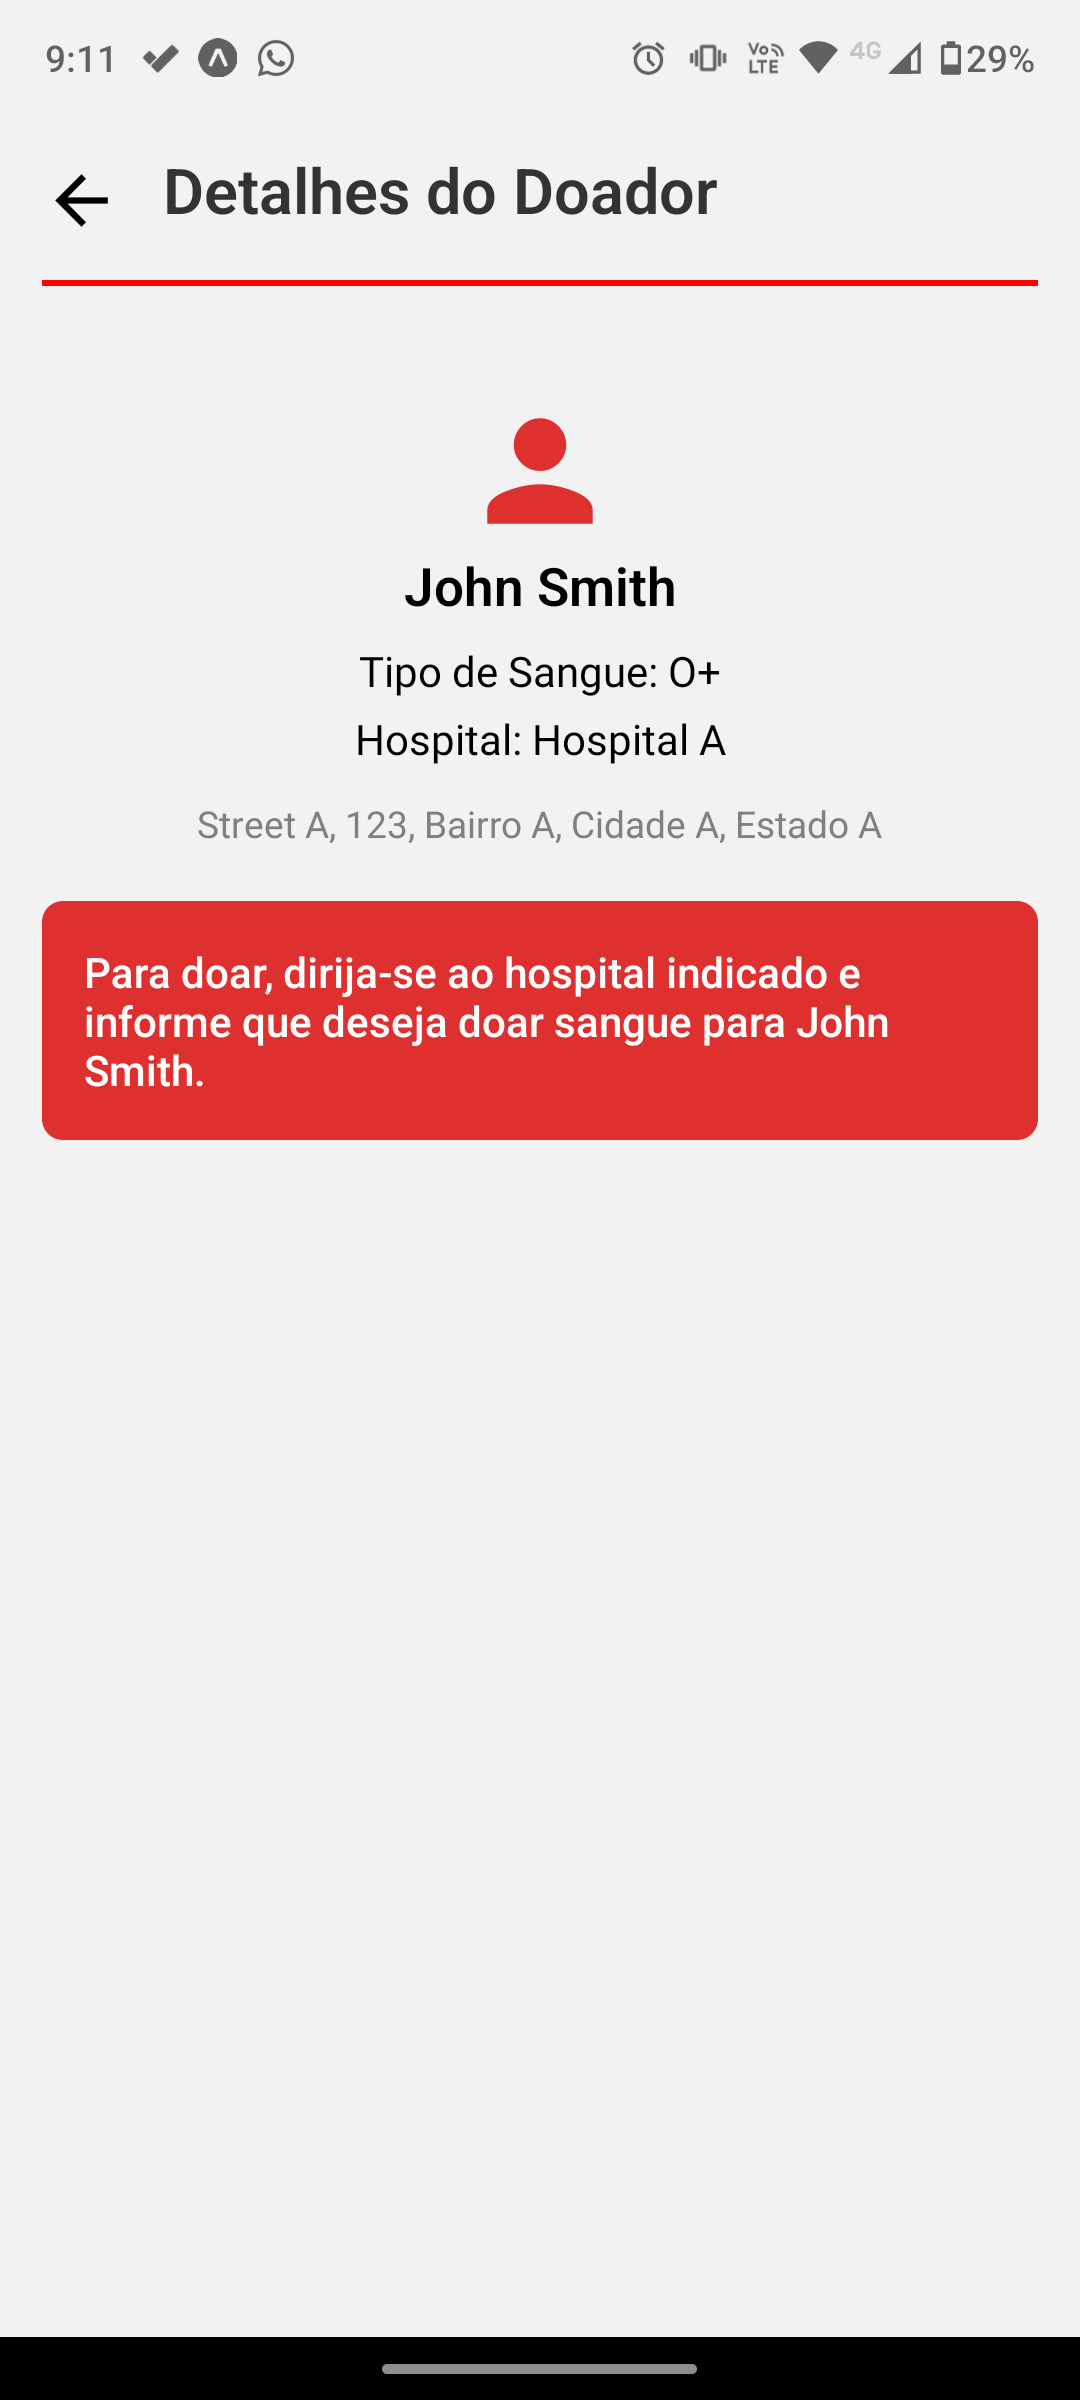 9:11
Vo LTE 4G 29%
Detalhes do Doador
John Smith
Tipo de Sangue: O+
Hospital: Hospital A
Street A, 123, Bairro A, Cidade A, Estado A
Para doar, dirija-se ao hospital indicado e
informe que deseja doar sangue para John
Smith.